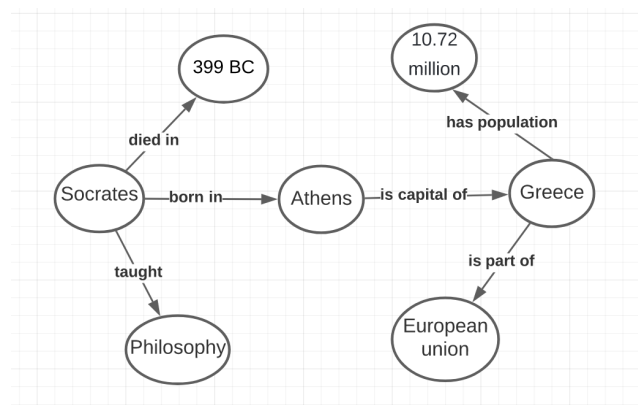 399 BC
10.72
million
died in
has population
Socrates
born in
Athens
is capital of
Greece
taught
is part of
Philosophy
European
union